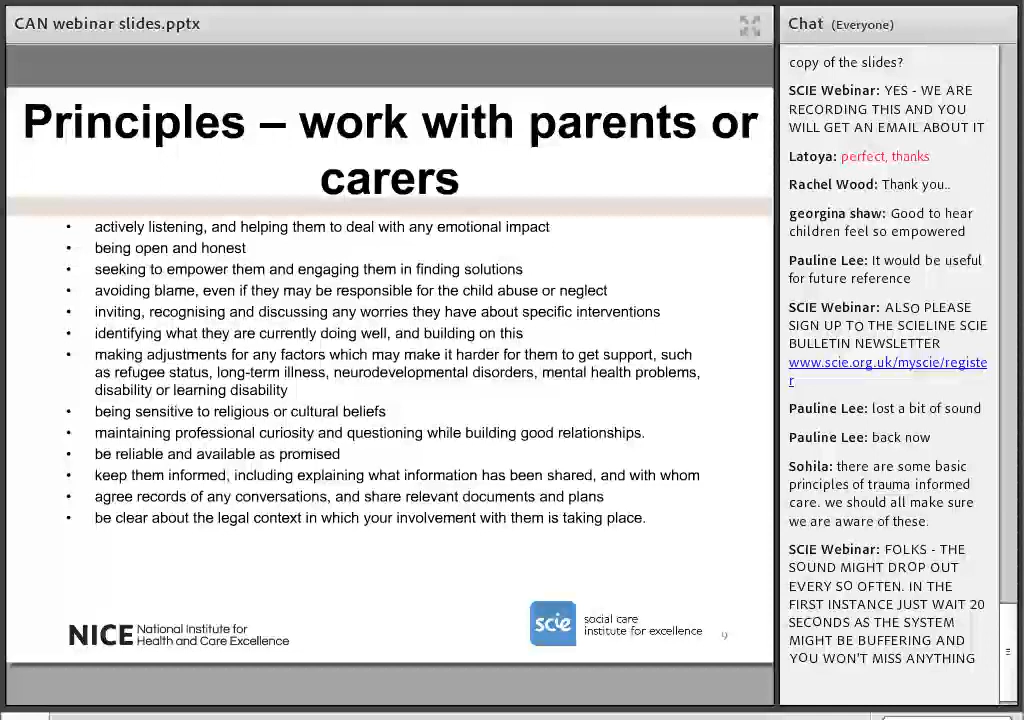 CAN webinar slides.pptx
Principles – work with parents or
carers
• actively listening, and helping them to deal with any emotional impact
• being open and honest
• seeking to empower them and engaging them in finding solutions
• avoiding blame, even if they may be responsible for the child abuse or neglect
• inviting, recognising and discussing any worries they have about specific interventions
• identifying what they are currently doing well, and building on this
• making adjustments for any factors which may make it harder for them to get support, such
as refugee status, long-term illness, neurodevelopmental disorders, mental health problems,
disability or learning disability
• being sensitive to religious or cultural beliefs
• maintaining professional curiosity and questioning while building good relationships.
• be reliable and available as promised
• keep them informed, including explaining what information has been shared, and with whom
• agree records of any conversations, and share relevant documents and plans
• be clear about the legal context in which your involvement with them is taking place.
NICE National Institute for
Health and Care Excellence
scie social care
institute for excellence
9
Chat (Everyone)
copy of the slides?
SCIE Webinar: YES - WE ARE
RECORDING THIS AND YOU
WILL GET AN EMAIL ABOUT IT
Latoya: perfect, thanks
Rachel Wood: Thank you..
georgina shaw: Good to hear
children feel so empowered
Pauline Lee: It would be useful
for future reference
SCIE Webinar: ALSO PLEASE
SIGN UP TO THE SCIELINE SCIE
BULLETIN NEWSLETTER
www.scie.org.uk/myscie/registe
r
Pauline Lee: lost a bit of sound
Pauline Lee: back now
Sohila: there are some basic
principles of trauma informed
care. we should all make sure
we are aware of these.
SCIE Webinar: FOLKS - THE
SOUND MIGHT DROP OUT
EVERY SO OFTEN. IN THE
FIRST INSTANCE JUST WAIT 20
SECONDS AS THE SYSTEM
MIGHT BE BUFFERING AND
YOU WON'T MISS ANYTHING